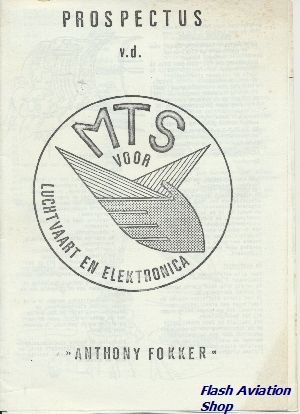 PROSPECTUS
v.d.
MTS
VOOR
LUCHTVAART EN ELEKTRONICA
»ANTHONY FOKKER«
Flash Aviation
Shop